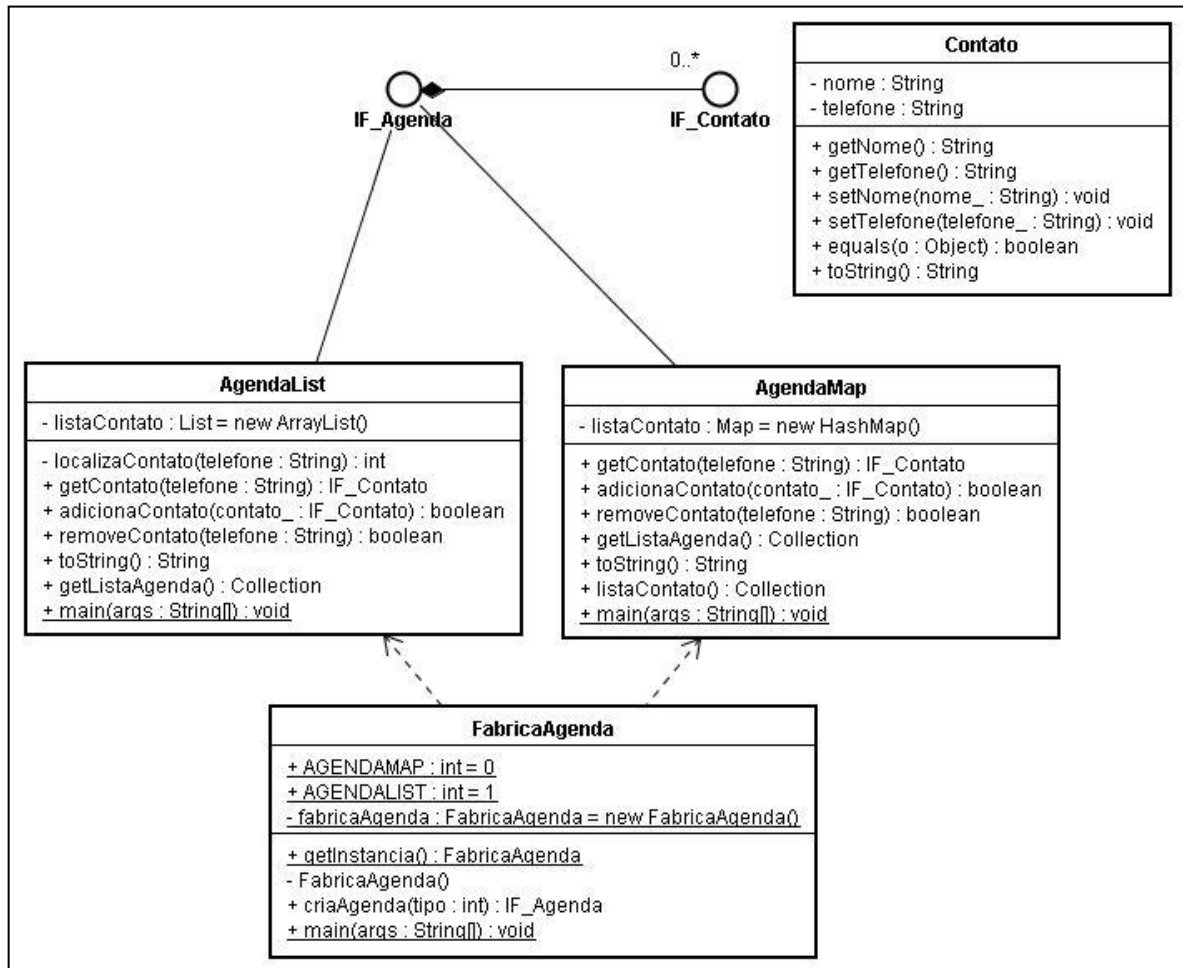 0..*
IF_Agenda
IF_Contato
Contato
- nome : String
- telefone : String
+ getNome() : String
+ getTelefone() : String
+ setNome(nome_ : String) : void
+ setTelefone(telefone_ : String) : void
+ equals(o : Object) : boolean
+ toString() : String
AgendaList
- listaContato : List = new ArrayList()
- localizaContato(telefone : String) : int
+ getContato(telefone : String) : IF_Contato
+ adicionaContato(contato_ : IF_Contato) : boolean
+ removeContato(telefone : String) : boolean
+ toString() : String
+ getListaAgenda() : Collection
+ main(args : String[]) : void
AgendaMap
- listaContato : Map = new HashMap()
+ getContato(telefone : String) : IF_Contato
+ adicionaContato(contato_ : IF_Contato) : boolean
+ removeContato(telefone : String) : boolean
+ getListaAgenda() : Collection
+ toString() : String
+ listaContato() : Collection
+ main(args : String[]) : void
FabricaAgenda
+ AGENDAMAP : int = 0
+ AGENDALIST : int = 1
- fabricaAgenda : FabricaAgenda = new FabricaAgenda()
+ getInstancia() : FabricaAgenda
- FabricaAgenda()
+ criaAgenda(tipo : int) : IF_Agenda
+ main(args : String[]) : void